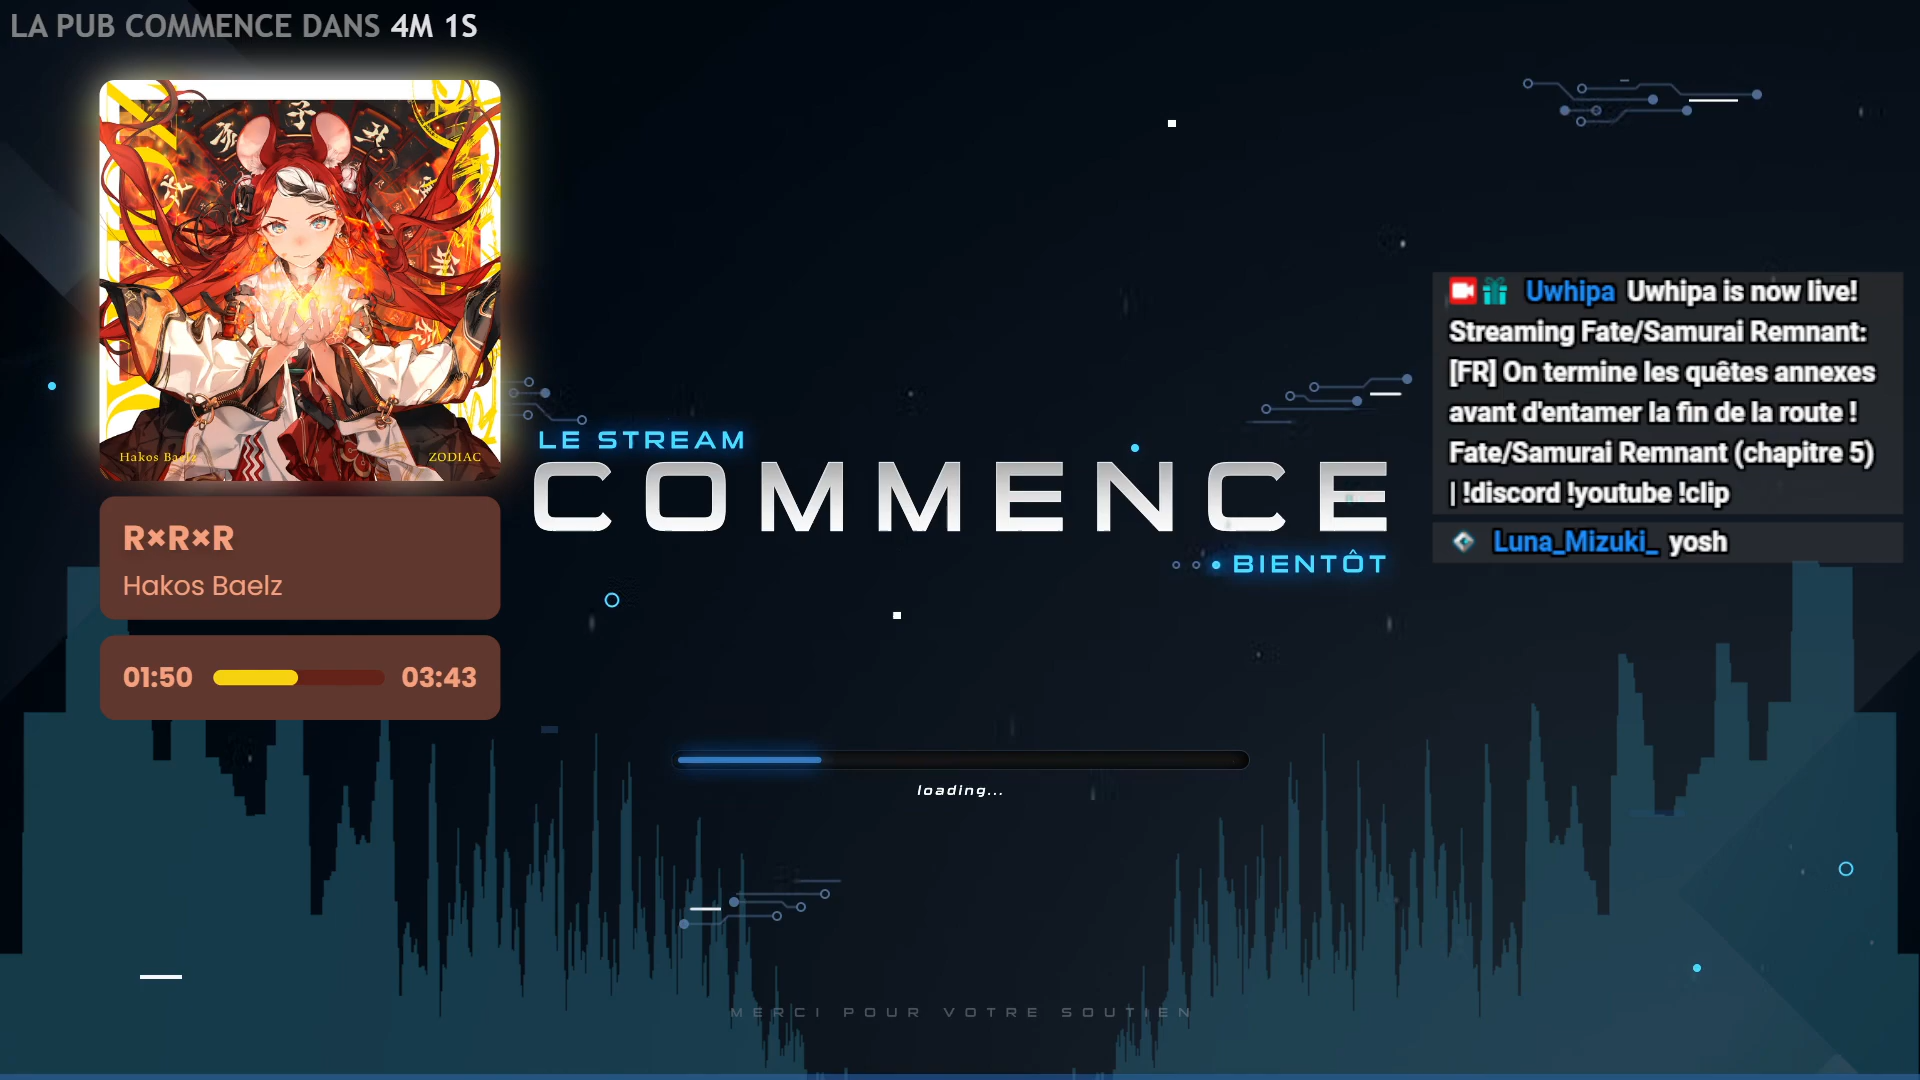 LA PUB COMMENCE DANS 4M 1S
子
Hakos Baelz
ZODIAC
R×R×R
Hakos Baelz
01:50
03:43
LE STREAM
COMMENCE
BIENTÔT
loading...
MERCI POUR VOTRE SOUTIEN
Uwhipa Uwhipa is now live!
Streaming Fate/Samurai Remnant:
[FR] On termine les quêtes annexes
avant d'entamer la fin de la route !
Fate/Samurai Remnant (chapitre 5)
| !discord !youtube !clip
Luna_Mizuki_ yosh